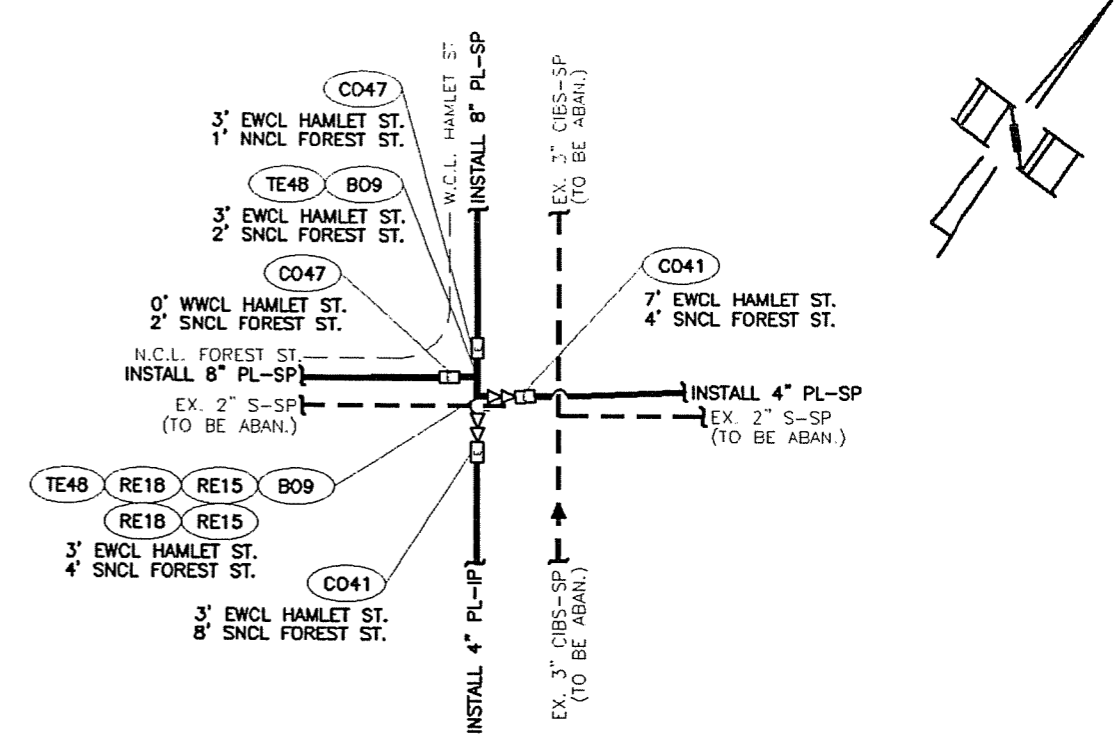 W.C.L. HAMLET ST.
INSTALL 8" PL-SP
EX. 3" CIBS-SP
(TO BE ABAN.)
CO47
3' EWCL HAMLET ST.
1' NNCL FOREST ST.
TE48 B09
3' EWCL HAMLET ST.
2' SNCL FOREST ST.
CO47
0' WWCL HAMLET ST.
2' SNCL FOREST ST.
CO41
7' EWCL HAMLET ST.
4' SNCL FOREST ST.
N.C.L. FOREST ST.
INSTALL 8" PL-SP
EX. 2" S-SP
(TO BE ABAN.)
INSTALL 4" PL-SP
EX. 2" S-SP
(TO BE ABAN.)
TE48 RE18 RE15 B09
RE18 RE15
3' EWCL HAMLET ST.
4' SNCL FOREST ST.
CO41
3' EWCL HAMLET ST.
8' SNCL FOREST ST.
INSTALL 4" PL-IP
EX. 3" CIBS-SP
(TO BE ABAN.)